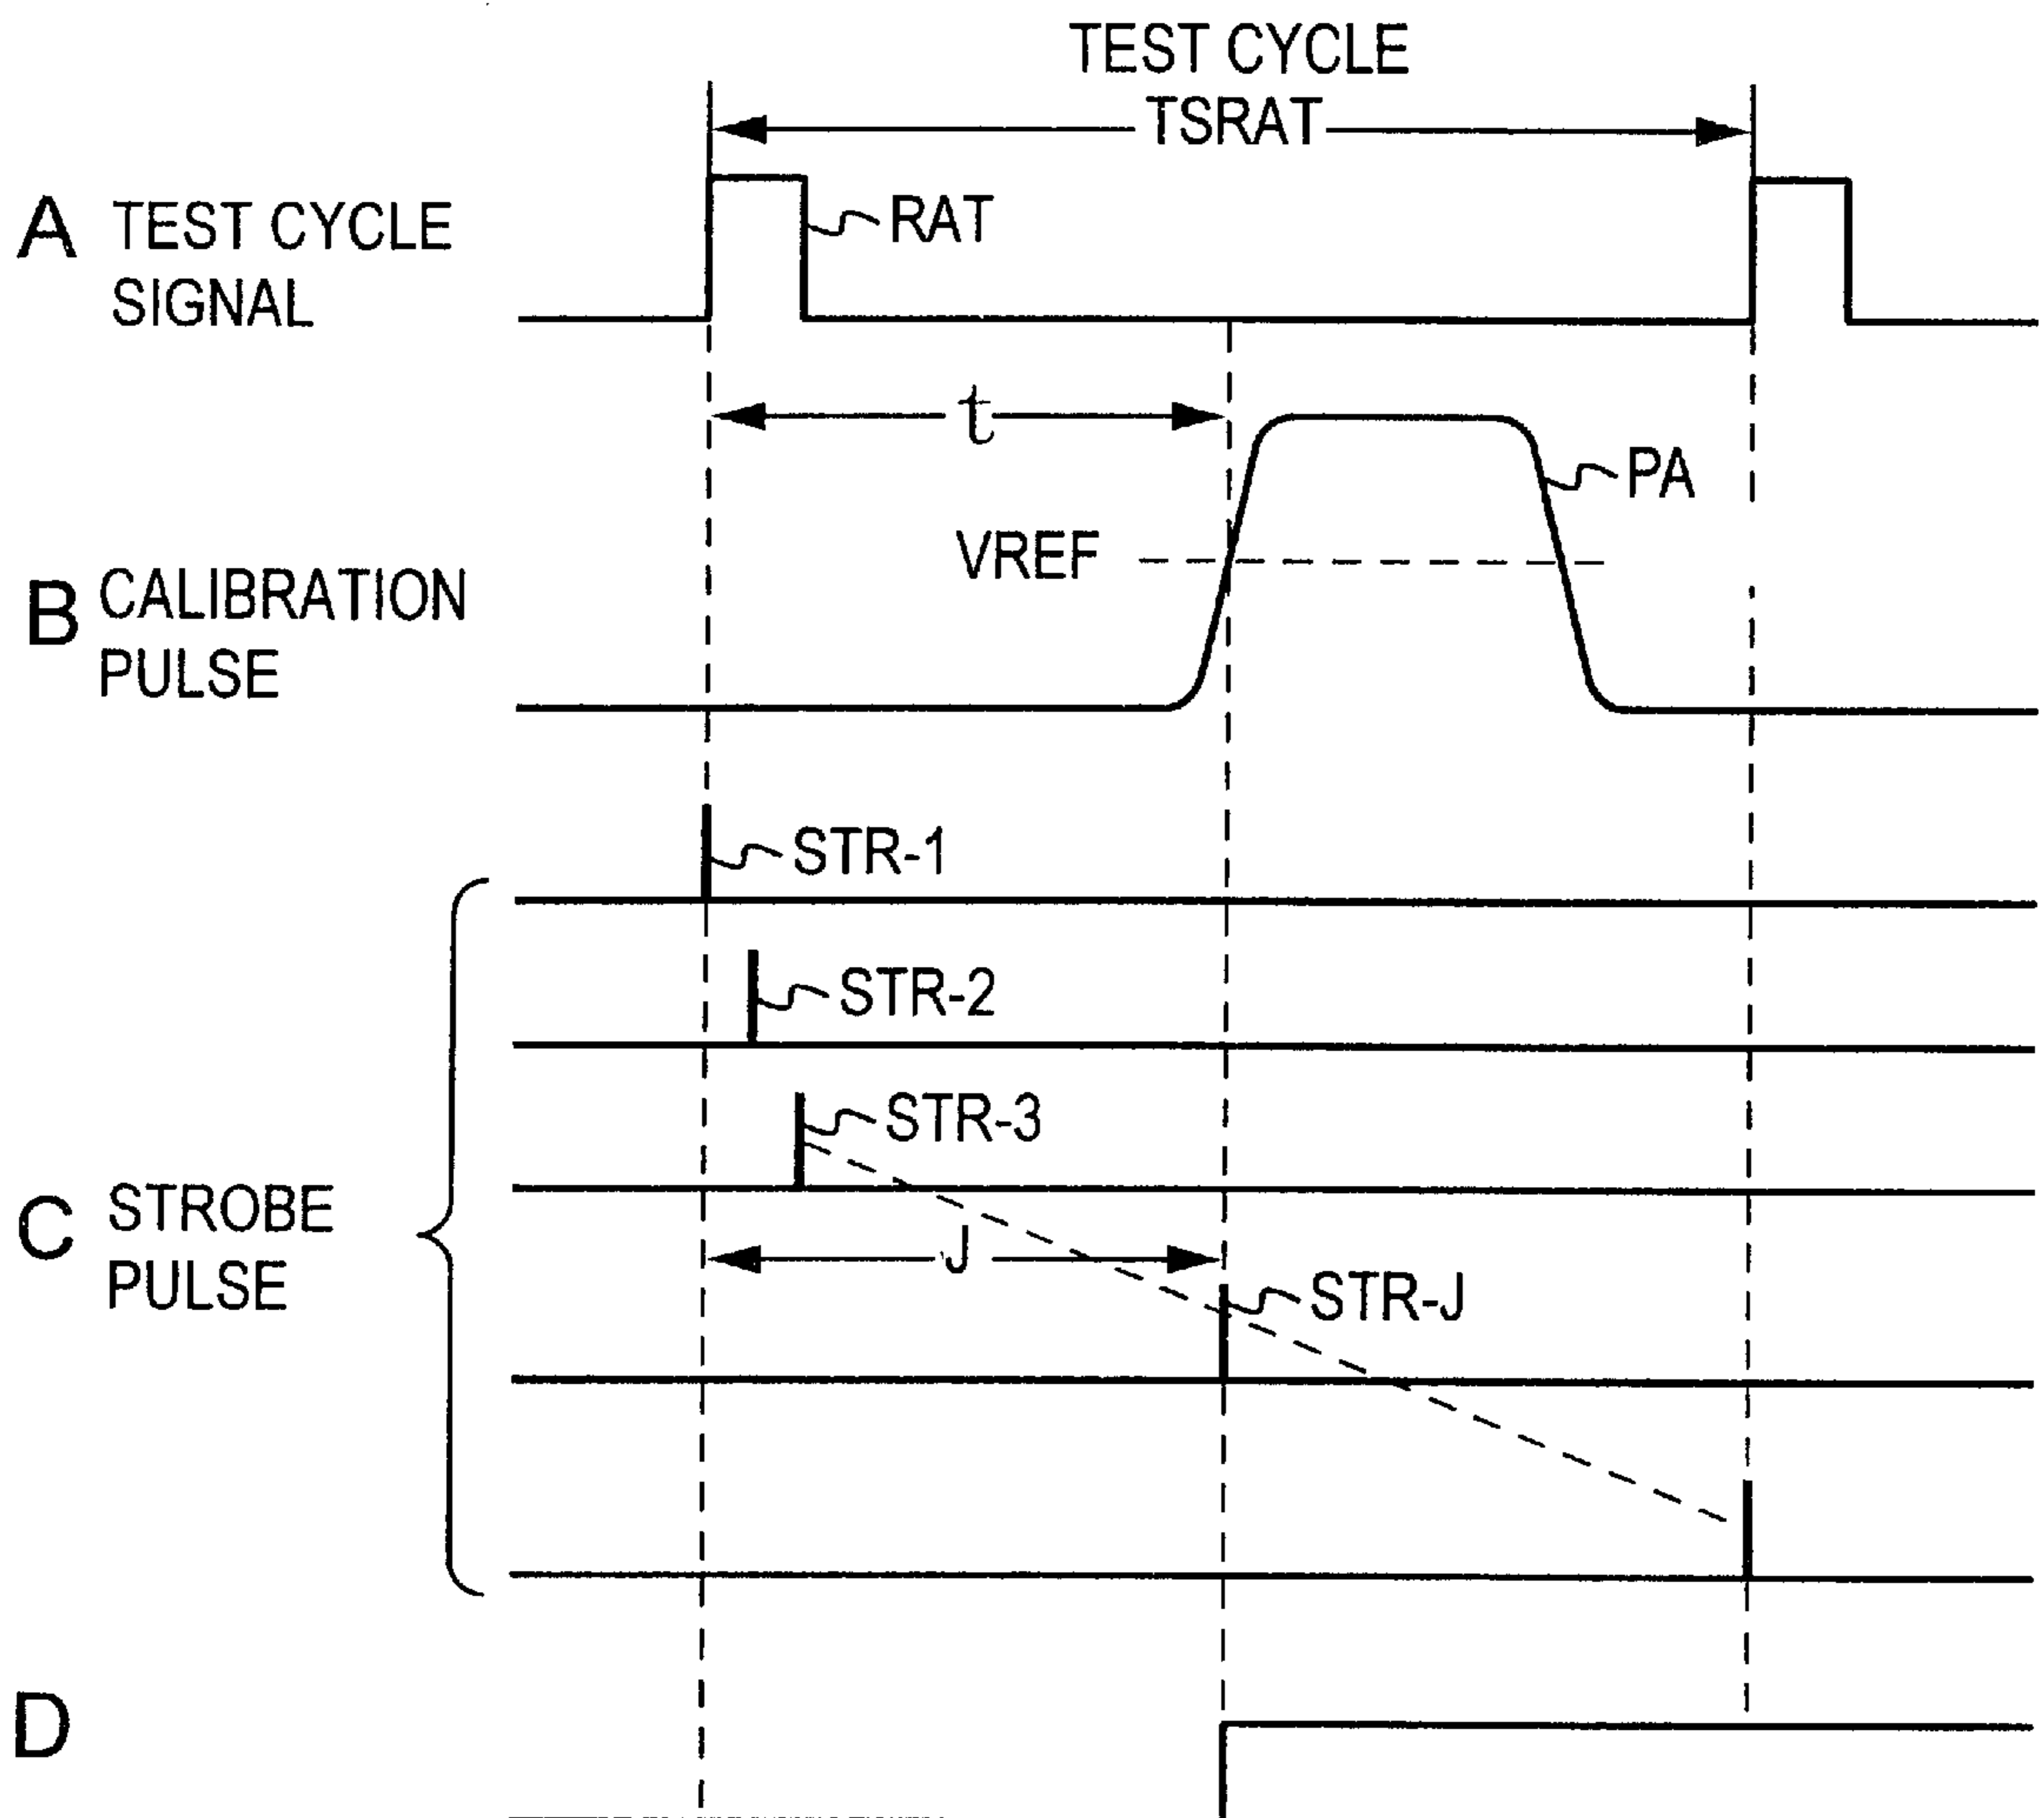 TEST CYCLE
TSRAT
A TEST CYCLE
SIGNAL
RAT
t
PA
VREF
B CALIBRATION
PULSE
STR-1
STR-2
STR-3
C STROBE
PULSE
J
STR-J
D